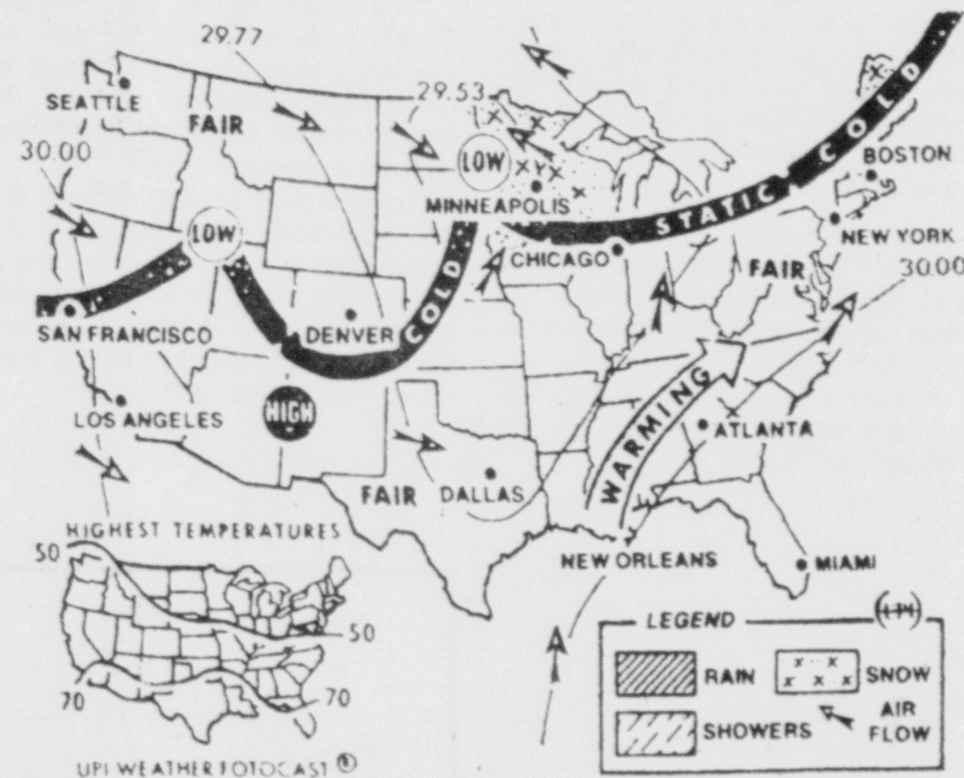 29.77
SEATTLE
FAIR
29.53
30.00
LOW
LOW
MINNEAPOLIS
COLD
STATIC
BOSTON
NEW YORK
CHICAGO
FAIR
30.00
SAN FRANCISCO
DENVER
COLD
HIGH
LOS ANGELES
WARMING
ATLANTA
FAIR
DALLAS
NEW ORLEANS
MIAMI
HIGHEST TEMPERATURES
50
50
70
70
UPI WEATHER FOTOCAST ®
LEGEND
RAIN
SNOW
SHOWERS
AIR
FLOW